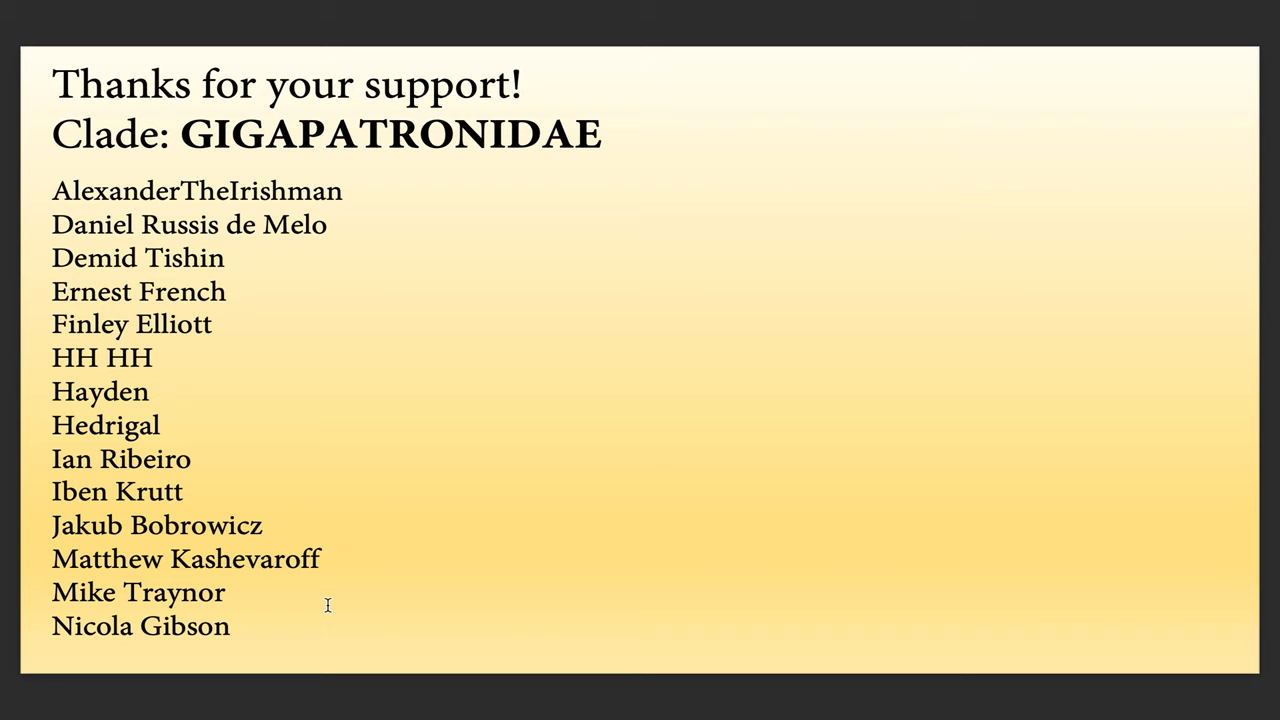 Thanks for your support!
Clade: GIGAPATRONIDAE
AlexanderTheIrishman
Daniel Russis de Melo
Demid Tishin
Ernest French
Finley Elliott
HH HH
Hayden
Hedrigal
Ian Ribeiro
Iben Krutt
Jakub Bobrowicz
Matthew Kashevaroff
Mike Traynor
Nicola Gibson